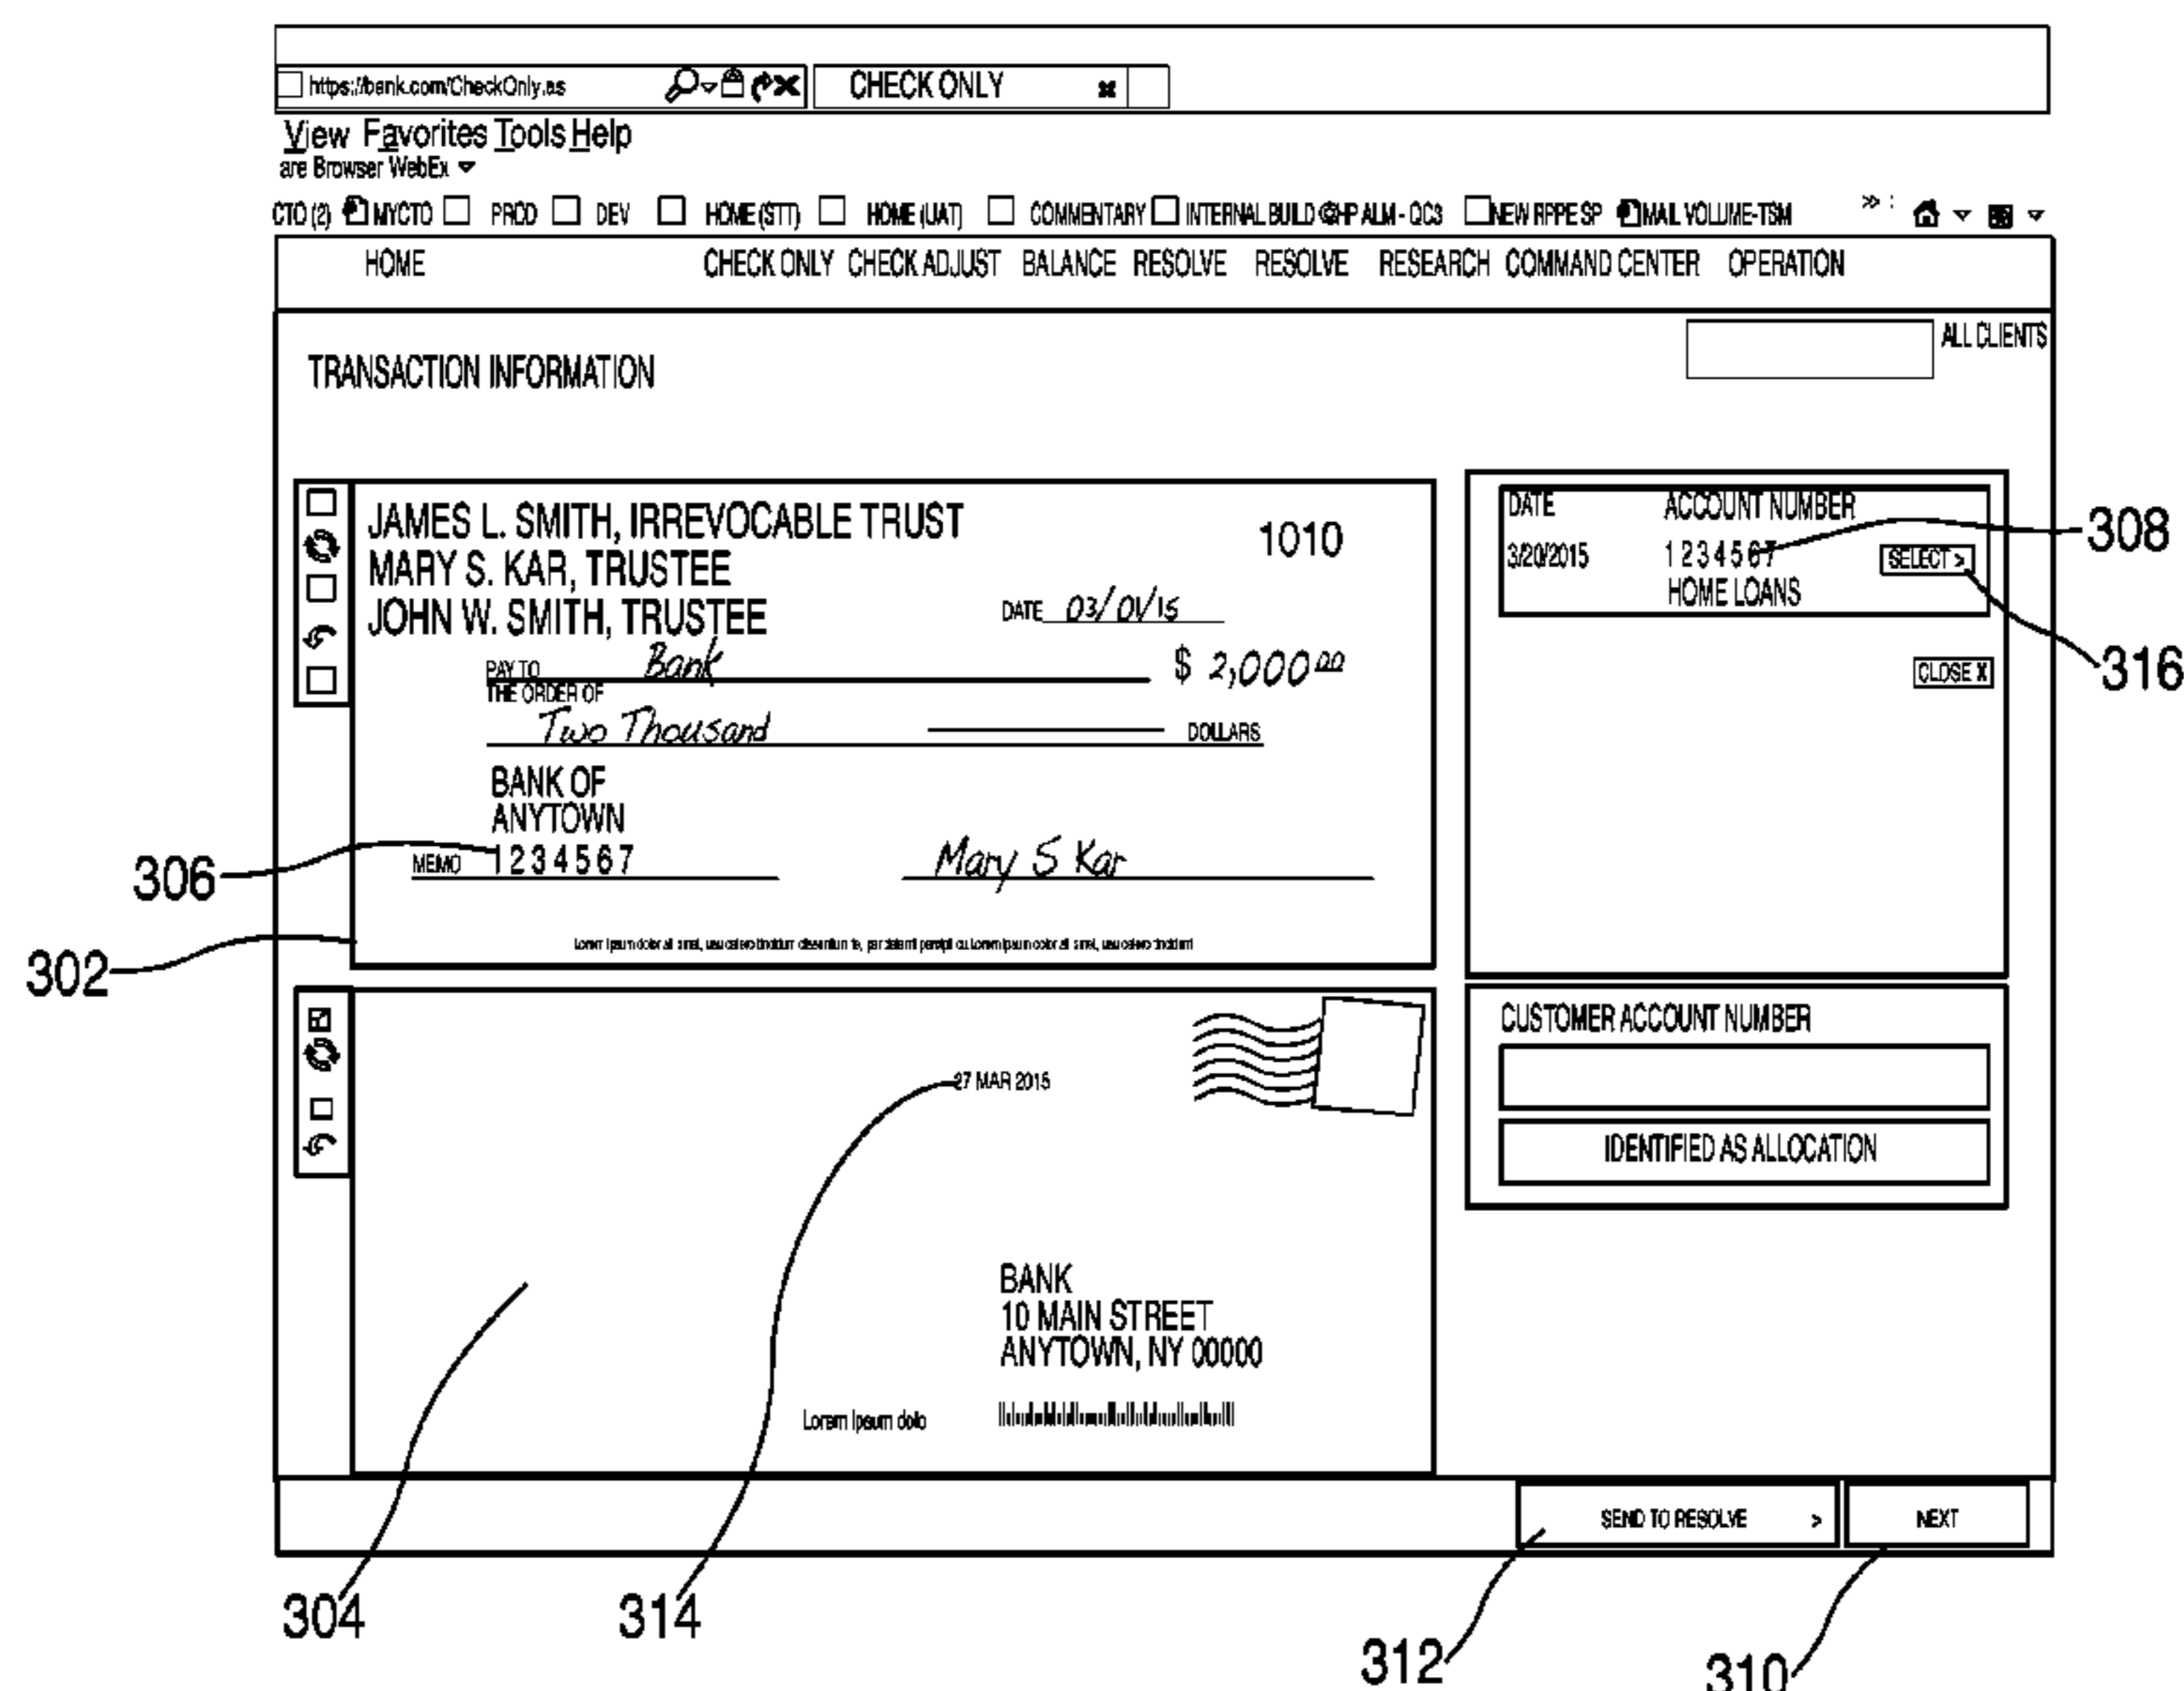 https://bank.com/CheckOnly.as
CHECK ONLY
View Favorites Tools Help
are Browser WebEx
CTO (2) MYCTO PROD DEV HOME (STT) HOME (UAT) COMMENTARY INTERNAL BUILD @HP ALM - QC3 NEW RPPE SP MAIL VOLUME-TSM »
HOME CHECK ONLY CHECK ADJUST BALANCE RESOLVE RESOLVE RESEARCH COMMAND CENTER OPERATION
ALL CLIENTS
TRANSACTION INFORMATION
JAMES L. SMITH, IRREVOCABLE TRUST
1010
MARY S. KAR, TRUSTEE
JOHN W. SMITH, TRUSTEE
DATE 03/01/15
PAY TO Bank
THE ORDER OF
$ 2,000 00
Two Thousand DOLLARS
BANK OF
ANYTOWN
MEMO 1234567
Mary S Kar
DATE ACCOUNT NUMBER
3/20/2015 1234567 SELECT >
HOME LOANS
CLOSE X
308
316
306
302
27 MAR 2015
BANK
10 MAIN STREET
ANYTOWN, NY 00000
Lorem ipsum dolo
CUSTOMER ACCOUNT NUMBER
IDENTIFIED AS ALLOCATION
SEND TO RESOLVE >
NEXT
304
314
312
310